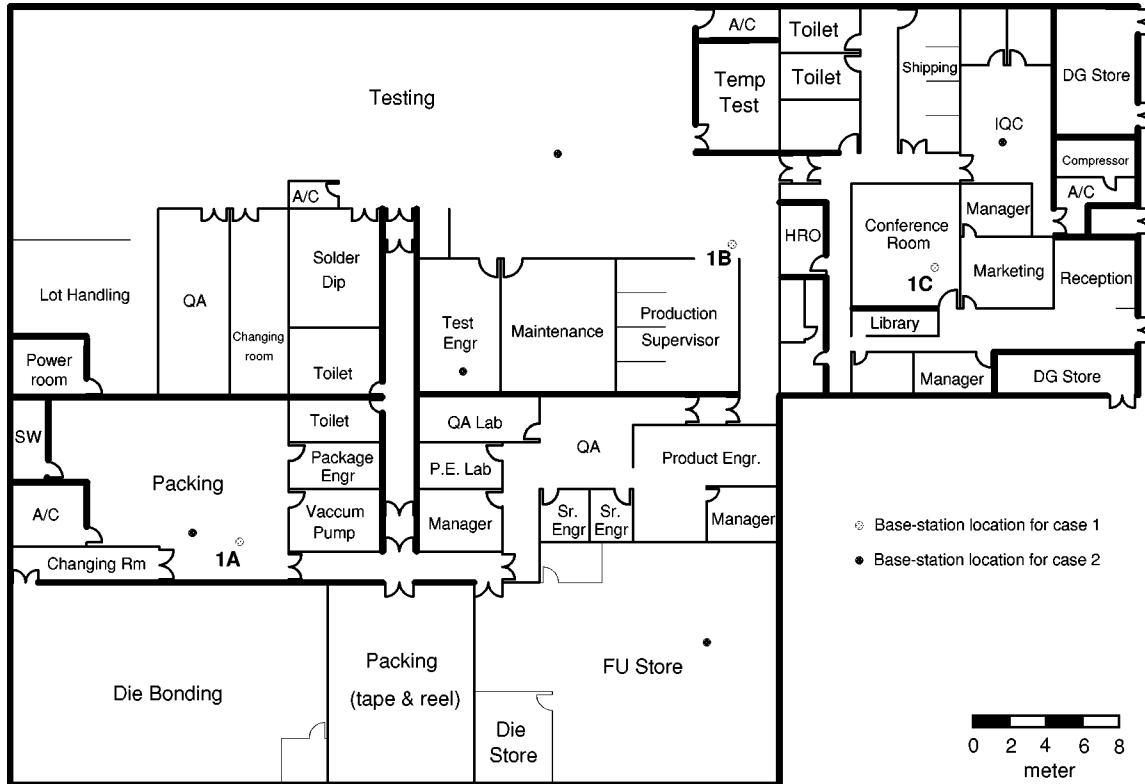 A/C
Toilet
Shipping
DG Store
Temp
Test
Toilet
Testing
IQC
Compressor
A/C
A/C
Manager
Conference
Room
HRO
Solder
Dip
1B
1C
Marketing
Reception
Lot Handling
QA
Changing
room
Test
Engr
Maintenance
Production
Supervisor
Library
Power
room
Toilet
Manager
DG Store
SW
Toilet
QA Lab
QA
Package
Engr
P.E. Lab
Product Engr.
Packing
A/C
Vaccum
Pump
Manager
Sr.
Engr
Sr.
Engr
Manager
Base-station location for case 1
1A
Changing Rm
Base-station location for case 2
Packing
(tape & reel)
FU Store
Die Bonding
Die
Store
0 2 4 6 8
meter